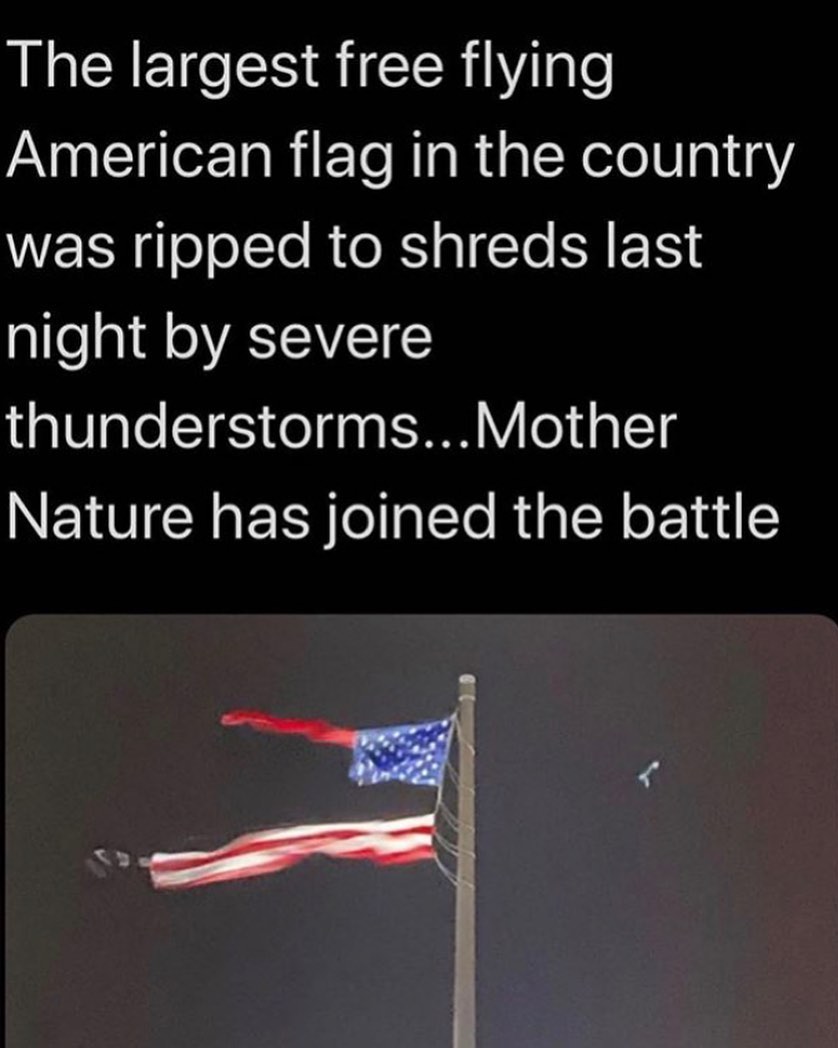 The largest free flying
American flag in the country
was ripped to shreds last
night by severe
thunderstorms...Mother
Nature has joined the battle